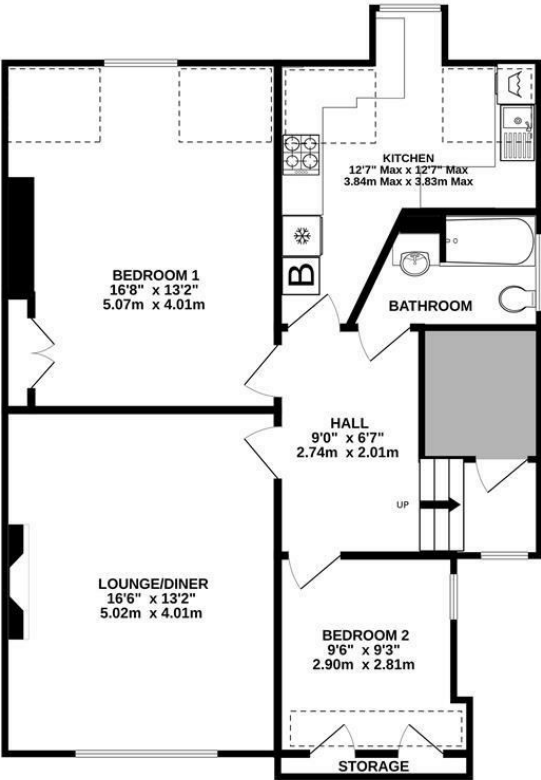 KITCHEN
12'7" Max x 12'7" Max
3.84m Max x 3.83m Max
B
BEDROOM 1
16'8" x 13'2"
5.07m x 4.01m
BATHROOM
HALL
9'0" x 6'7"
2.74m x 2.01m
UP
LOUNGE/DINER
16'6" x 13'2"
5.02m x 4.01m
BEDROOM 2
9'6" x 9'3"
2.90m x 2.81m
STORAGE